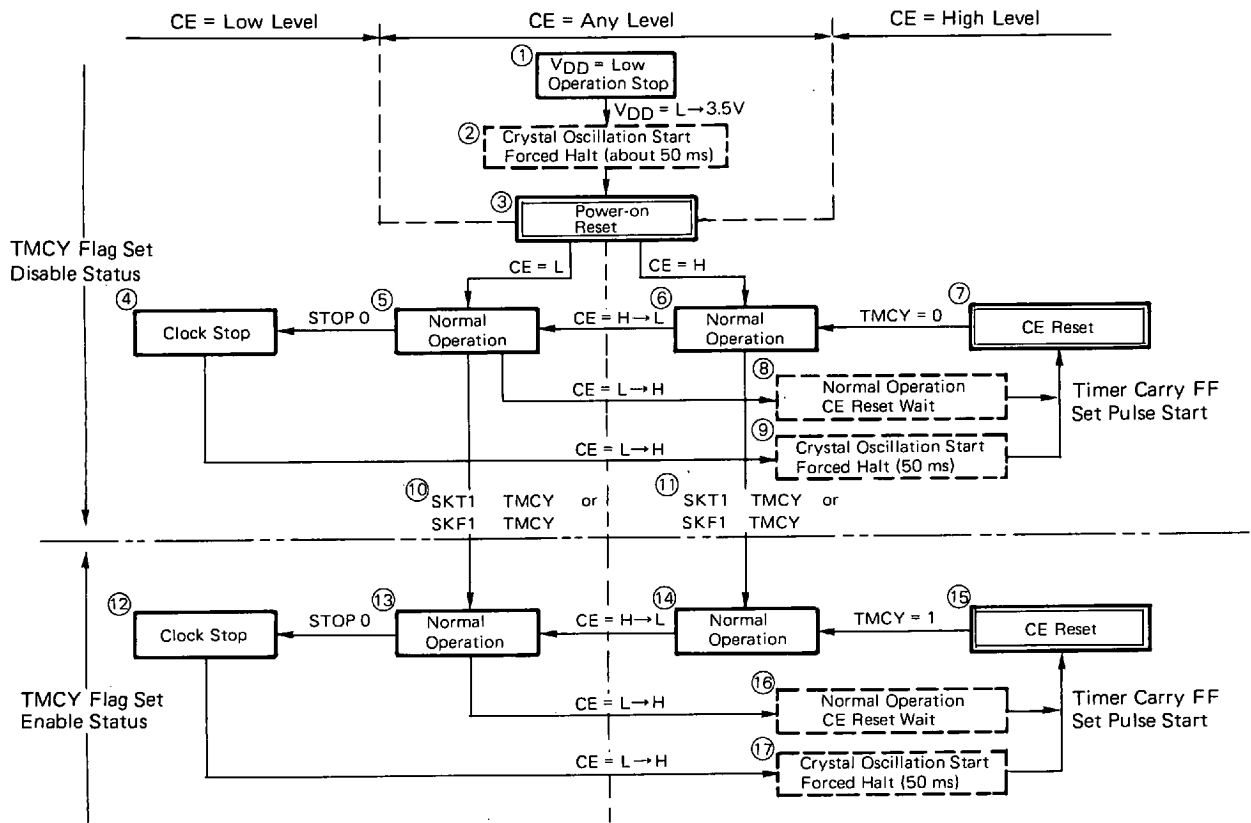 CE = Low Level
CE = Any Level
CE = High Level
①
VDD = Low
Operation Stop
VDD = L→3.5V
②
Crystal Oscillation Start
Forced Halt (about 50 ms)
③
Power-on
Reset
TMCY Flag Set
Disable Status
CE = L
CE = H
④
Clock Stop
STOP 0
⑤
Normal
Operation
CE = H→L
⑥
Normal
Operation
TMCY = 0
⑦
CE Reset
CE = L→H
⑧
Normal Operation
CE Reset Wait
Timer Carry FF
Set Pulse Start
CE = L→H
⑨
Crystal Oscillation Start
Forced Halt (50 ms)
⑩
SKT1 TMCY or
SKF1 TMCY
⑪
SKT1 TMCY or
SKF1 TMCY
⑫
Clock Stop
STOP 0
⑬
Normal
Operation
CE = H→L
⑭
Normal
Operation
TMCY = 1
⑮
CE Reset
TMCY Flag Set
Enable Status
CE = L→H
⑯
Normal Operation
CE Reset Wait
Timer Carry FF
Set Pulse Start
CE = L→H
⑰
Crystal Oscillation Start
Forced Halt (50 ms)